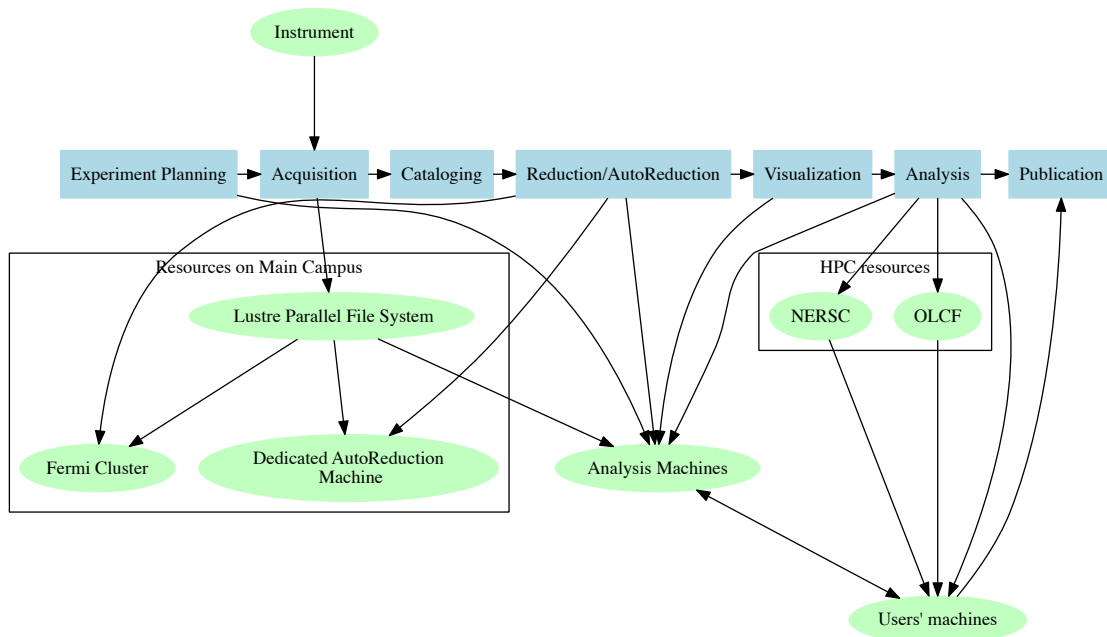 Instrument
Experiment Planning
Acquisition
Cataloging
Reduction/AutoReduction
Visualization
Analysis
Publication
Resources on Main Campus
HPC resources
Lustre Parallel File System
NERSC
OLCF
Fermi Cluster
Dedicated AutoReduction
Machine
Analysis Machines
Users' machines